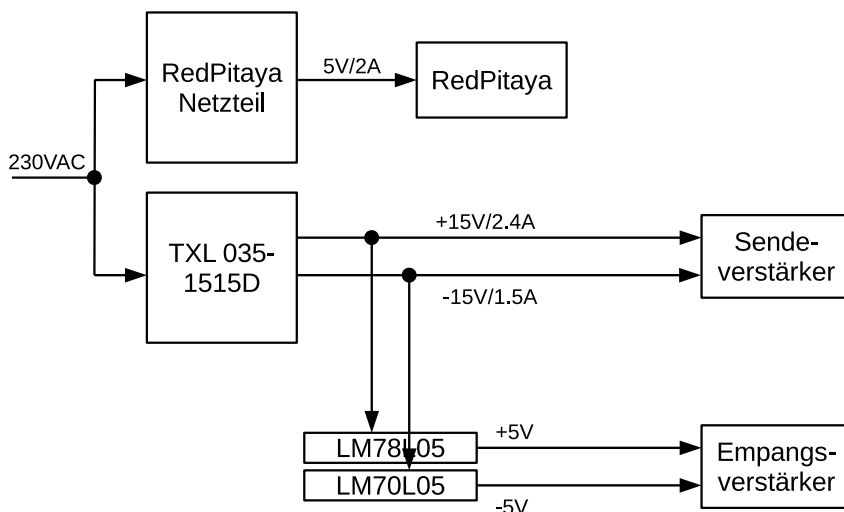 RedPitaya
Netzteil
5V/2A
RedPitaya
230VAC
TXL 035-
1515D
+15V/2.4A
-15V/1.5A
Sende-
verstärker
LM78L05
+5V
LM70L05
-5V
Empangs-
verstärker